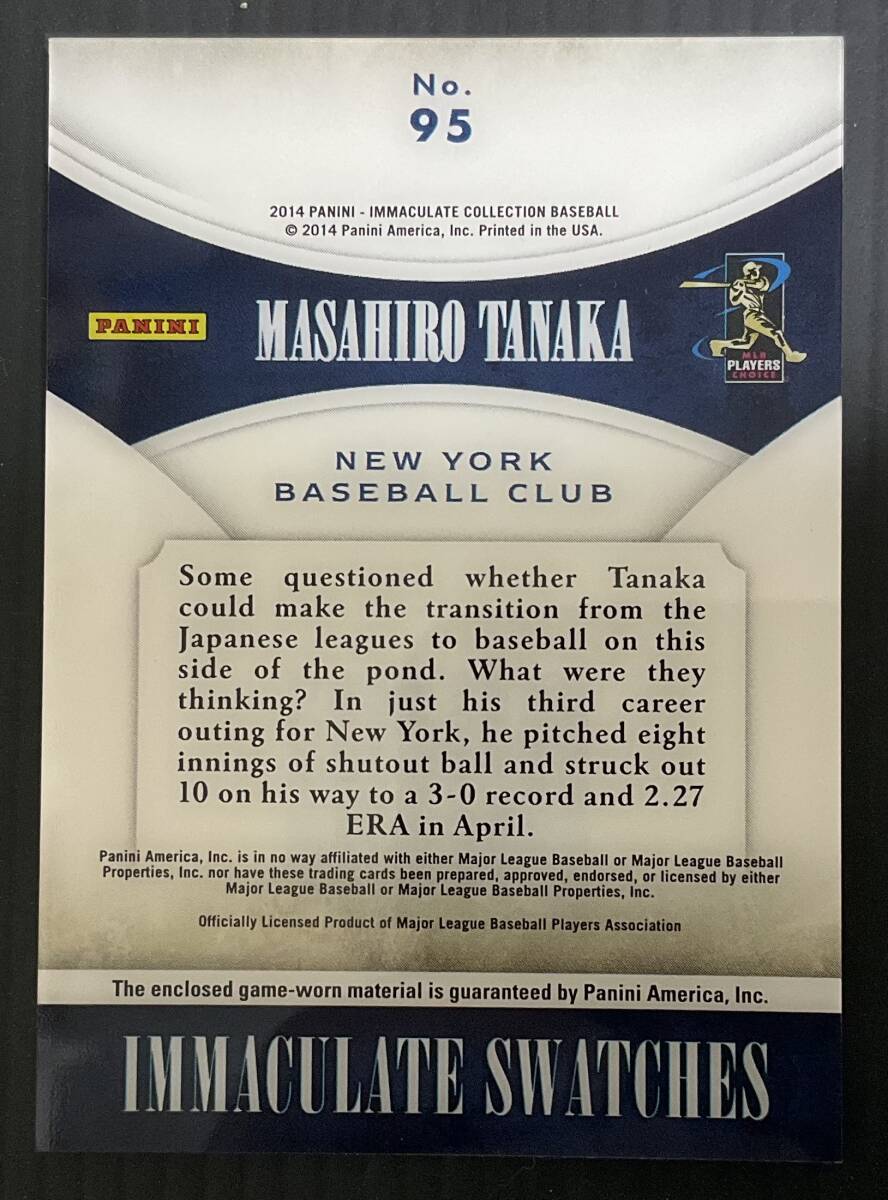 No.
95
2014 PANINI - IMMACULATE COLLECTION BASEBALL
© 2014 Panini America, Inc. Printed in the USA.
PANINI
MASAHIRO TANAKA
MLB
PLAYERS
CHOICE
NEW YORK
BASEBALL CLUB
Some questioned whether Tanaka
could make the transition from the
Japanese leagues to baseball on this
side of the pond. What were they
thinking? In just his third career
outing for New York, he pitched eight
innings of shutout ball and struck out
10 on his way to a 3-0 record and 2.27
ERA in April.
Panini America, Inc. is in no way affiliated with either Major League Baseball or Major League Baseball
Properties, Inc. nor have these trading cards been prepared, approved, endorsed, or licensed by either
Major League Baseball or Major League Baseball Properties, Inc.
Officially Licensed Product of Major League Baseball Players Association
The enclosed game-worn material is guaranteed by Panini America, Inc.
IMMACULATE SWATCHES